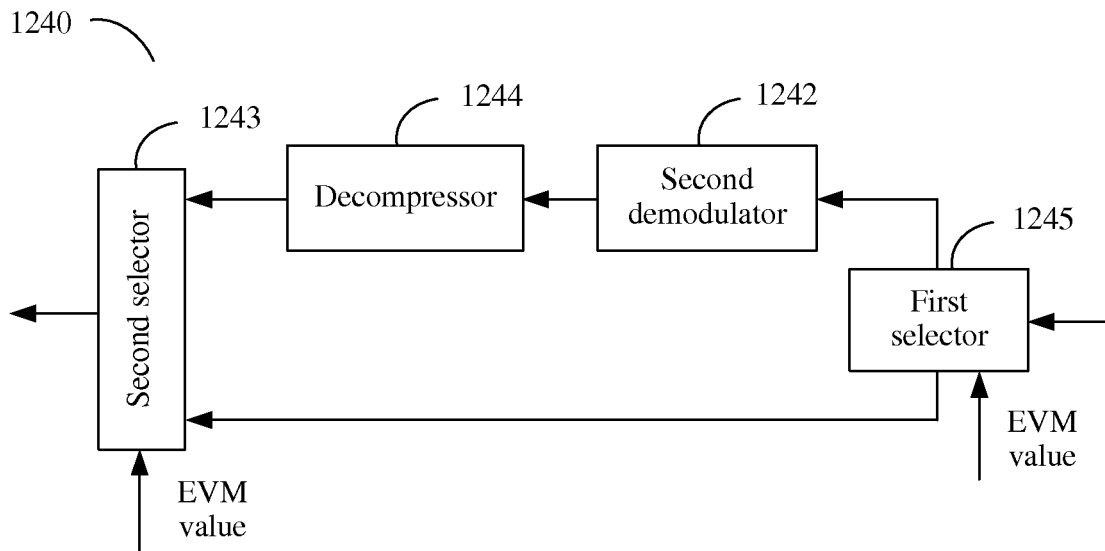 1240
1243
1244
1242
1245
Decompressor
Second
demodulator
Second selector
First
selector
EVM
value
EVM
value